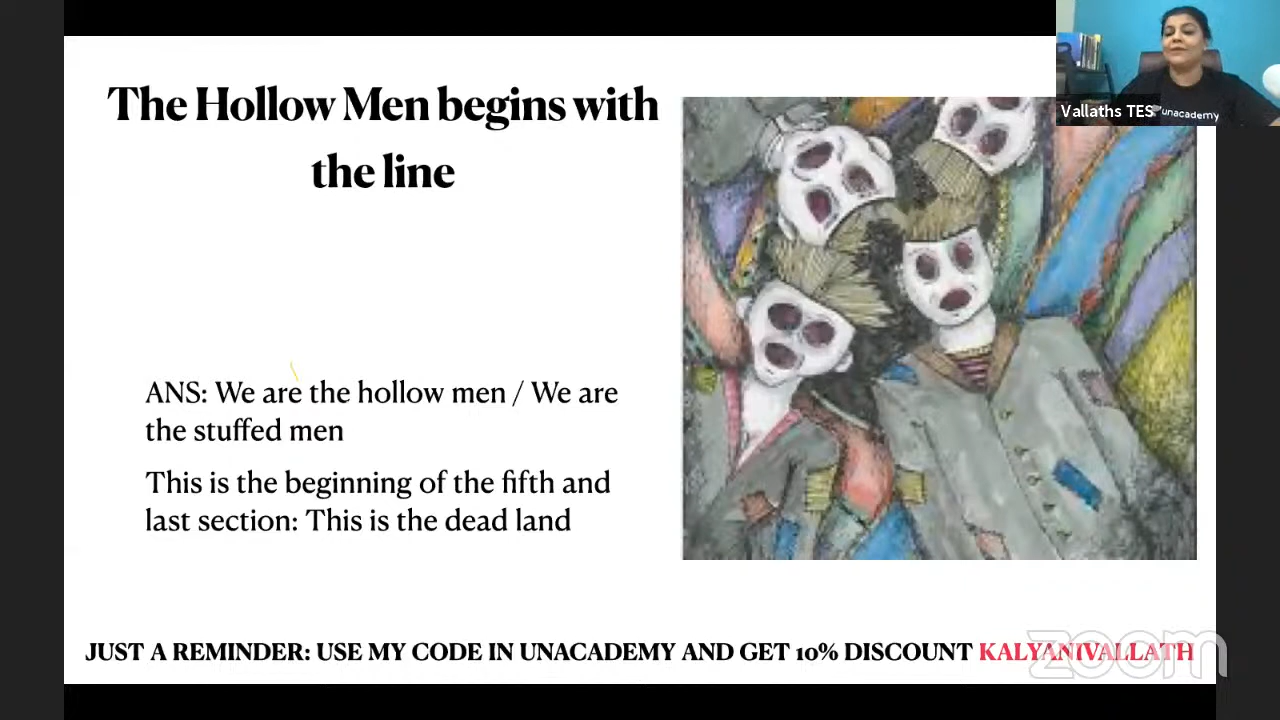 The Hollow Men begins with
the line
Vallaths TES
unacademy
ANS: We are the hollow men / We are
the stuffed men
This is the beginning of the fifth and
last section: This is the dead land
JUST A REMINDER: USE MY CODE IN UNACADEMY AND GET 10% DISCOUNT KALYANIVALLATH
zoom